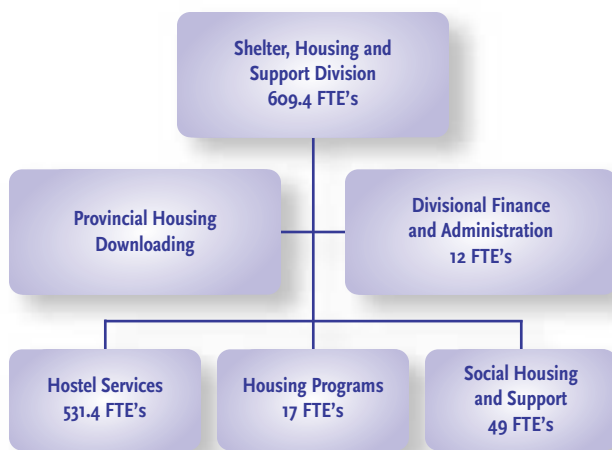 Shelter, Housing and
Support Division
609.4 FTE's
Provincial Housing
Downloading
Divisional Finance
and Administration
12 FTE's
Hostel Services
531.4 FTE's
Housing Programs
17 FTE's
Social Housing
and Support
49 FTE's